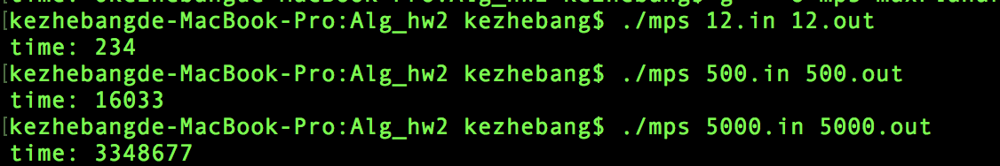 [kezhebangde-MacBook-Pro:Alg_hw2 kezhebang$ ./mps 12.in 12.out
time: 234
[kezhebangde-MacBook-Pro:Alg_hw2 kezhebang$ ./mps 500.in 500.out
time: 16033
[kezhebangde-MacBook-Pro:Alg_hw2 kezhebang$ ./mps 5000.in 5000.out
time: 3348677